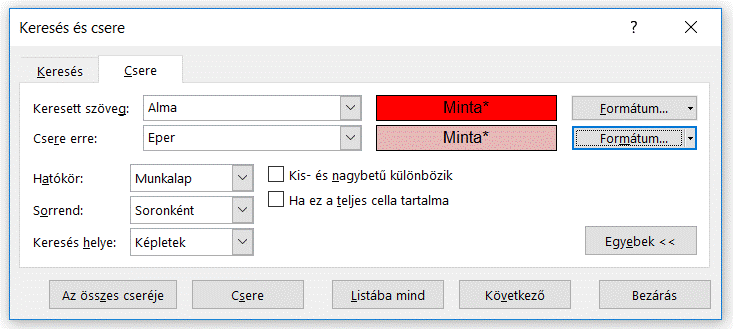 Keresés és csere ?
Keresés Csere
Keresett szöveg: Alma Minta* Formátum...
Csere erre: Eper Minta* Formátum...
Hatókör: Munkalap Kis- és nagybetű különbözik
Sorrend: Soronként Ha ez a teljes cella tartalma
Keresés helye: Képletek Egyebek <<
Az összes cseréje Csere Listába mind Következő Bezárás